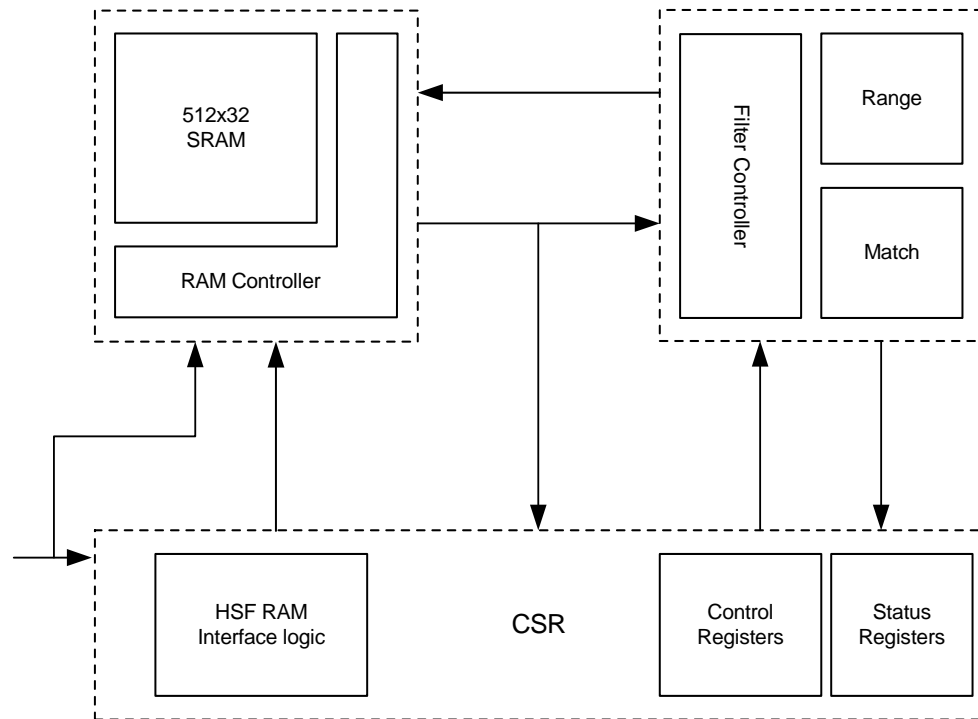 512x32
SRAM
RAM Controller
Filter Controller
Range
Match
HSF RAM
Interface logic
CSR
Control
Registers
Status
Registers